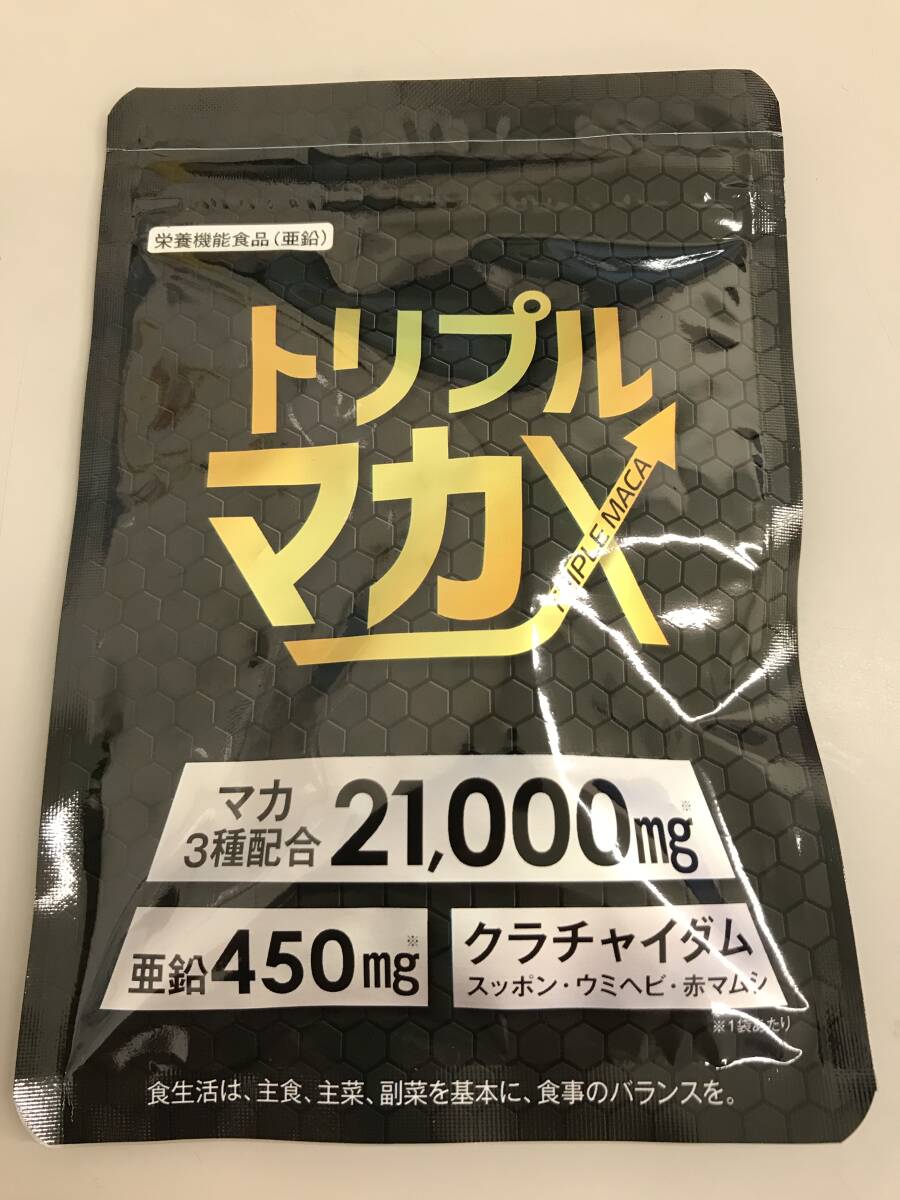 栄養機能食品(亜鉛)
トリプル
マカX
TRIPLE MACA
マカ
3種配合 21,000mg※
亜鉛450mg※
クラチャイダム
スッポン・ウミヘビ・赤マムシ
※1袋あたり
食生活は、主食、主菜、副菜を基本に、食事のバランスを。